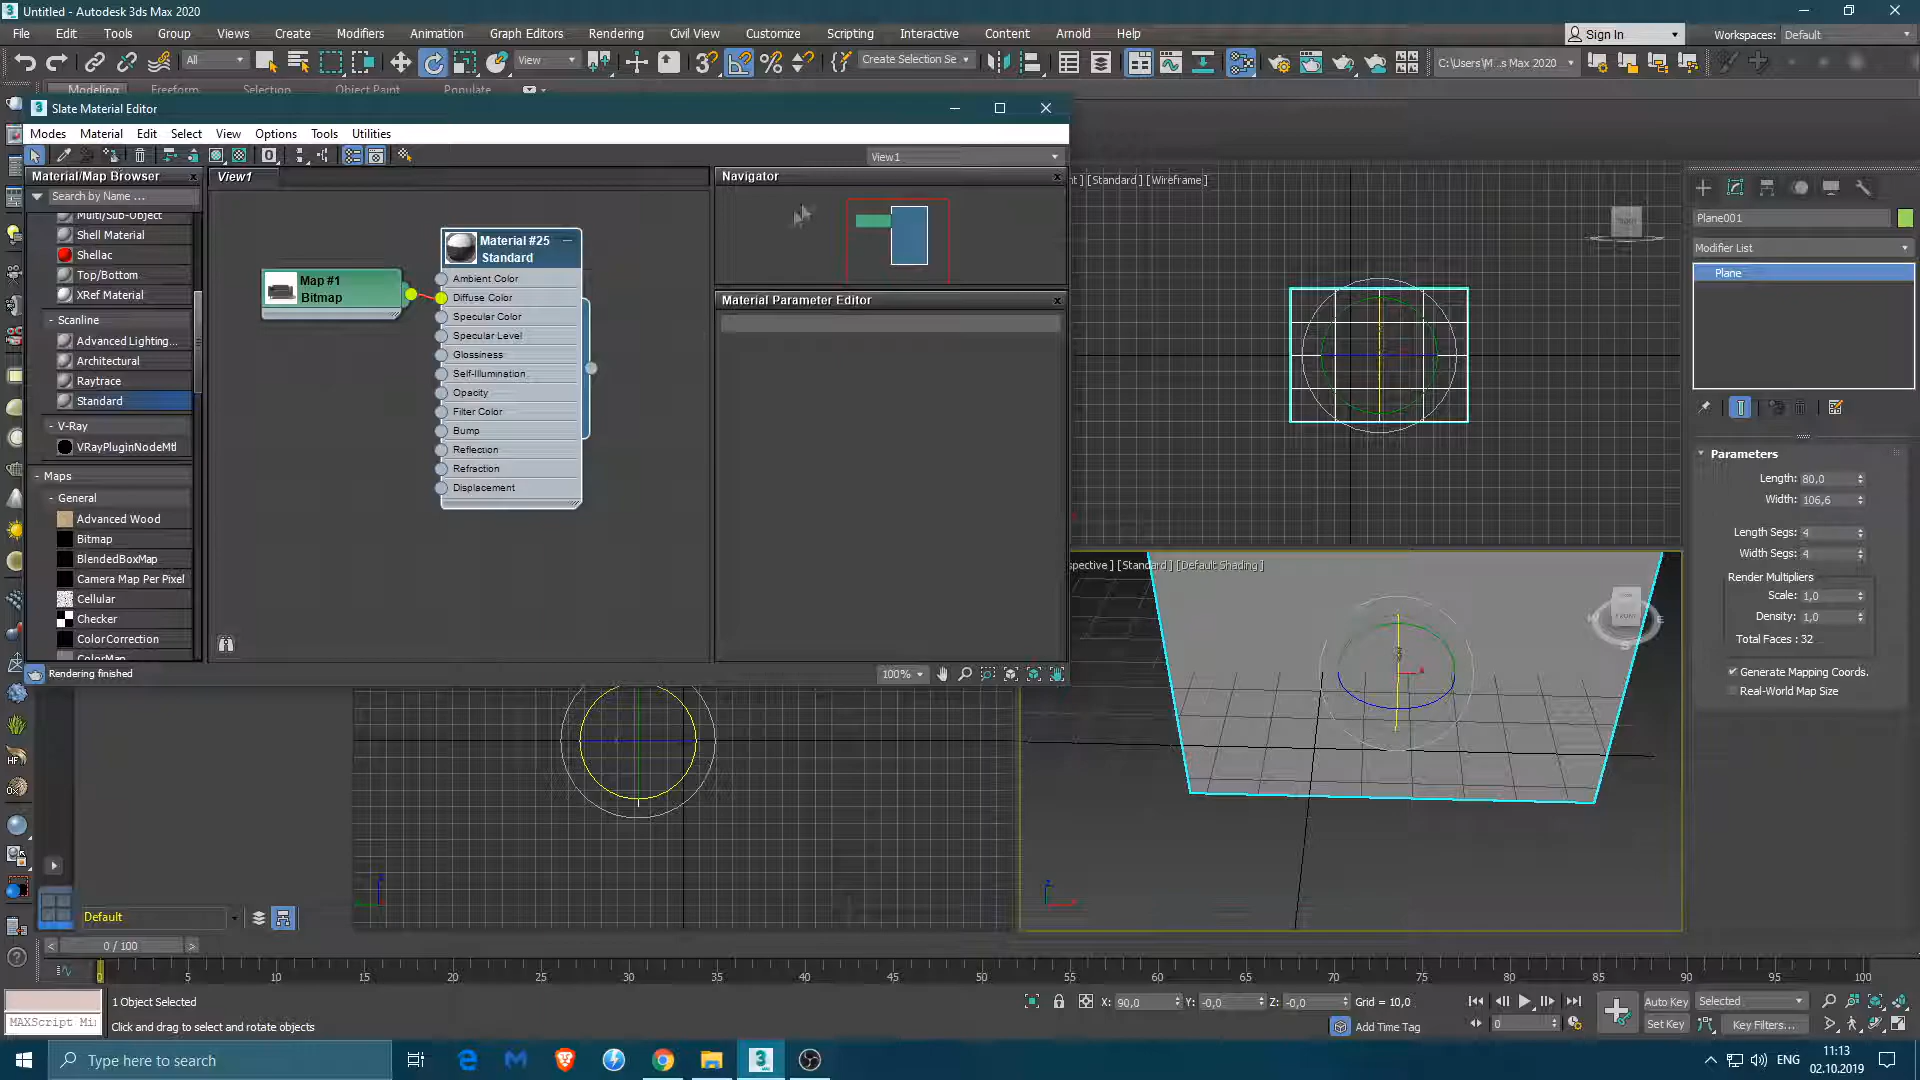 Untitled - Autodesk 3ds Max 2020
File Edit Tools Group Views Create Modifiers Animation Graph Editors Rendering Civil View Customize Scripting Interactive Content Arnold Help
Sign In
Workspaces: Default
All
View
Create Selection Se
C:\Users\M ..s Max 2020
Modeling Freeform Selection Object Paint Populate
Slate Material Editor
Modes Material Edit Select View Options Tools Utilities
View1
Material/Map Browser
View1
Navigator
Search by Name ...
Multi/Sub-Object
Shell Material
Shellac
Top/Bottom
XRef Material
- Scanline
Advanced Lighting...
Architectural
Raytrace
Standard
- V-Ray
VRayPluginNodeMtl
- Maps
- General
Advanced Wood
Bitmap
BlendedBoxMap
Camera Map Per Pixel
Cellular
Checker
ColorCorrection
ColorMap
Map #1
Bitmap
Material #25
Standard
Ambient Color
Diffuse Color
Specular Color
Specular Level
Glossiness
Self-Illumination
Opacity
Filter Color
Bump
Reflection
Refraction
Displacement
Material Parameter Editor
Rendering finished
100%
nt ] [Standard ] [Wireframe ]
FRONT
spective ] [Standard ] [Default Shading ]
FRONT
S
E
Plane001
Modifier List
Plane
Parameters
Length: 80,0
Width: 106,6
Length Segs: 4
Width Segs: 4
Render Multipliers
Scale: 1,0
Density: 1,0
Total Faces : 32
Generate Mapping Coords.
Real-World Map Size
Default
0 / 100
0 5 10 15 20 25 30 35 40 45 50 55 60 65 70 75 80 85 90 95 100
1 Object Selected
MAXScript Mi
Click and drag to select and rotate objects
X: 90,0 Y: -0,0 Z: -0,0 Grid = 10,0
Add Time Tag
0
Auto Key Selected
Set Key Key Filters...
Type here to search
ENG
11:13
02.10.2019